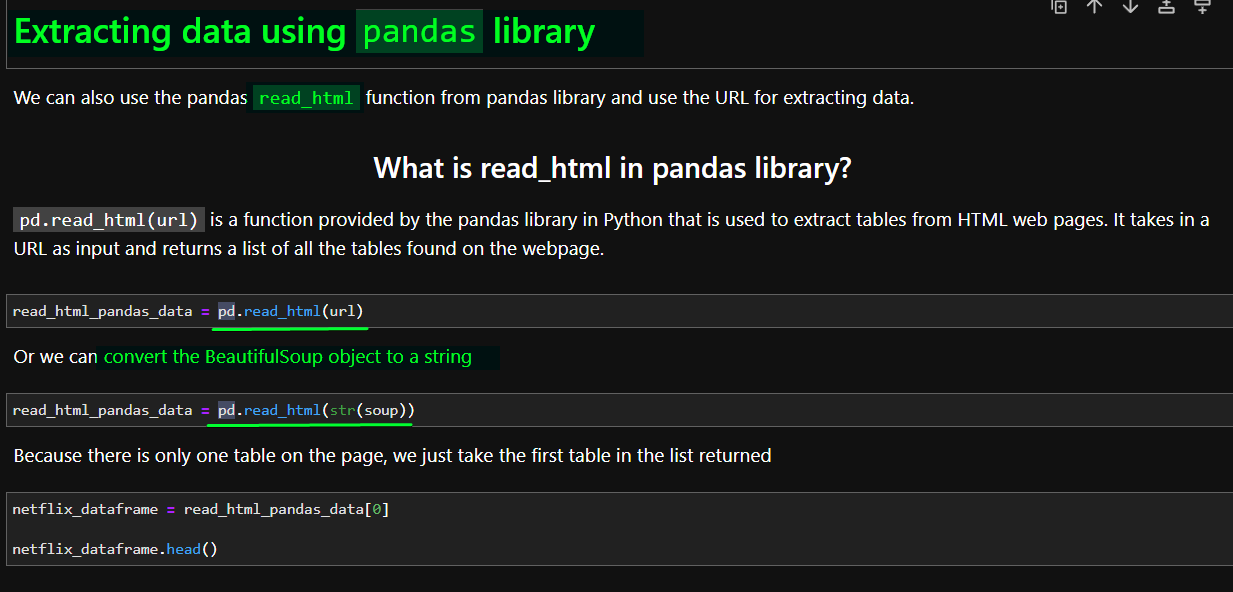 Extracting data using pandas library
We can also use the pandas read_html function from pandas library and use the URL for extracting data.
What is read_html in pandas library?
pd.read_html(url) is a function provided by the pandas library in Python that is used to extract tables from HTML web pages. It takes in a
URL as input and returns a list of all the tables found on the webpage.
read_html_pandas_data = pd.read_html(url)
Or we can convert the BeautifulSoup object to a string
read_html_pandas_data = pd.read_html(str(soup))
Because there is only one table on the page, we just take the first table in the list returned
netflix_dataframe = read_html_pandas_data[0]
netflix_dataframe.head()